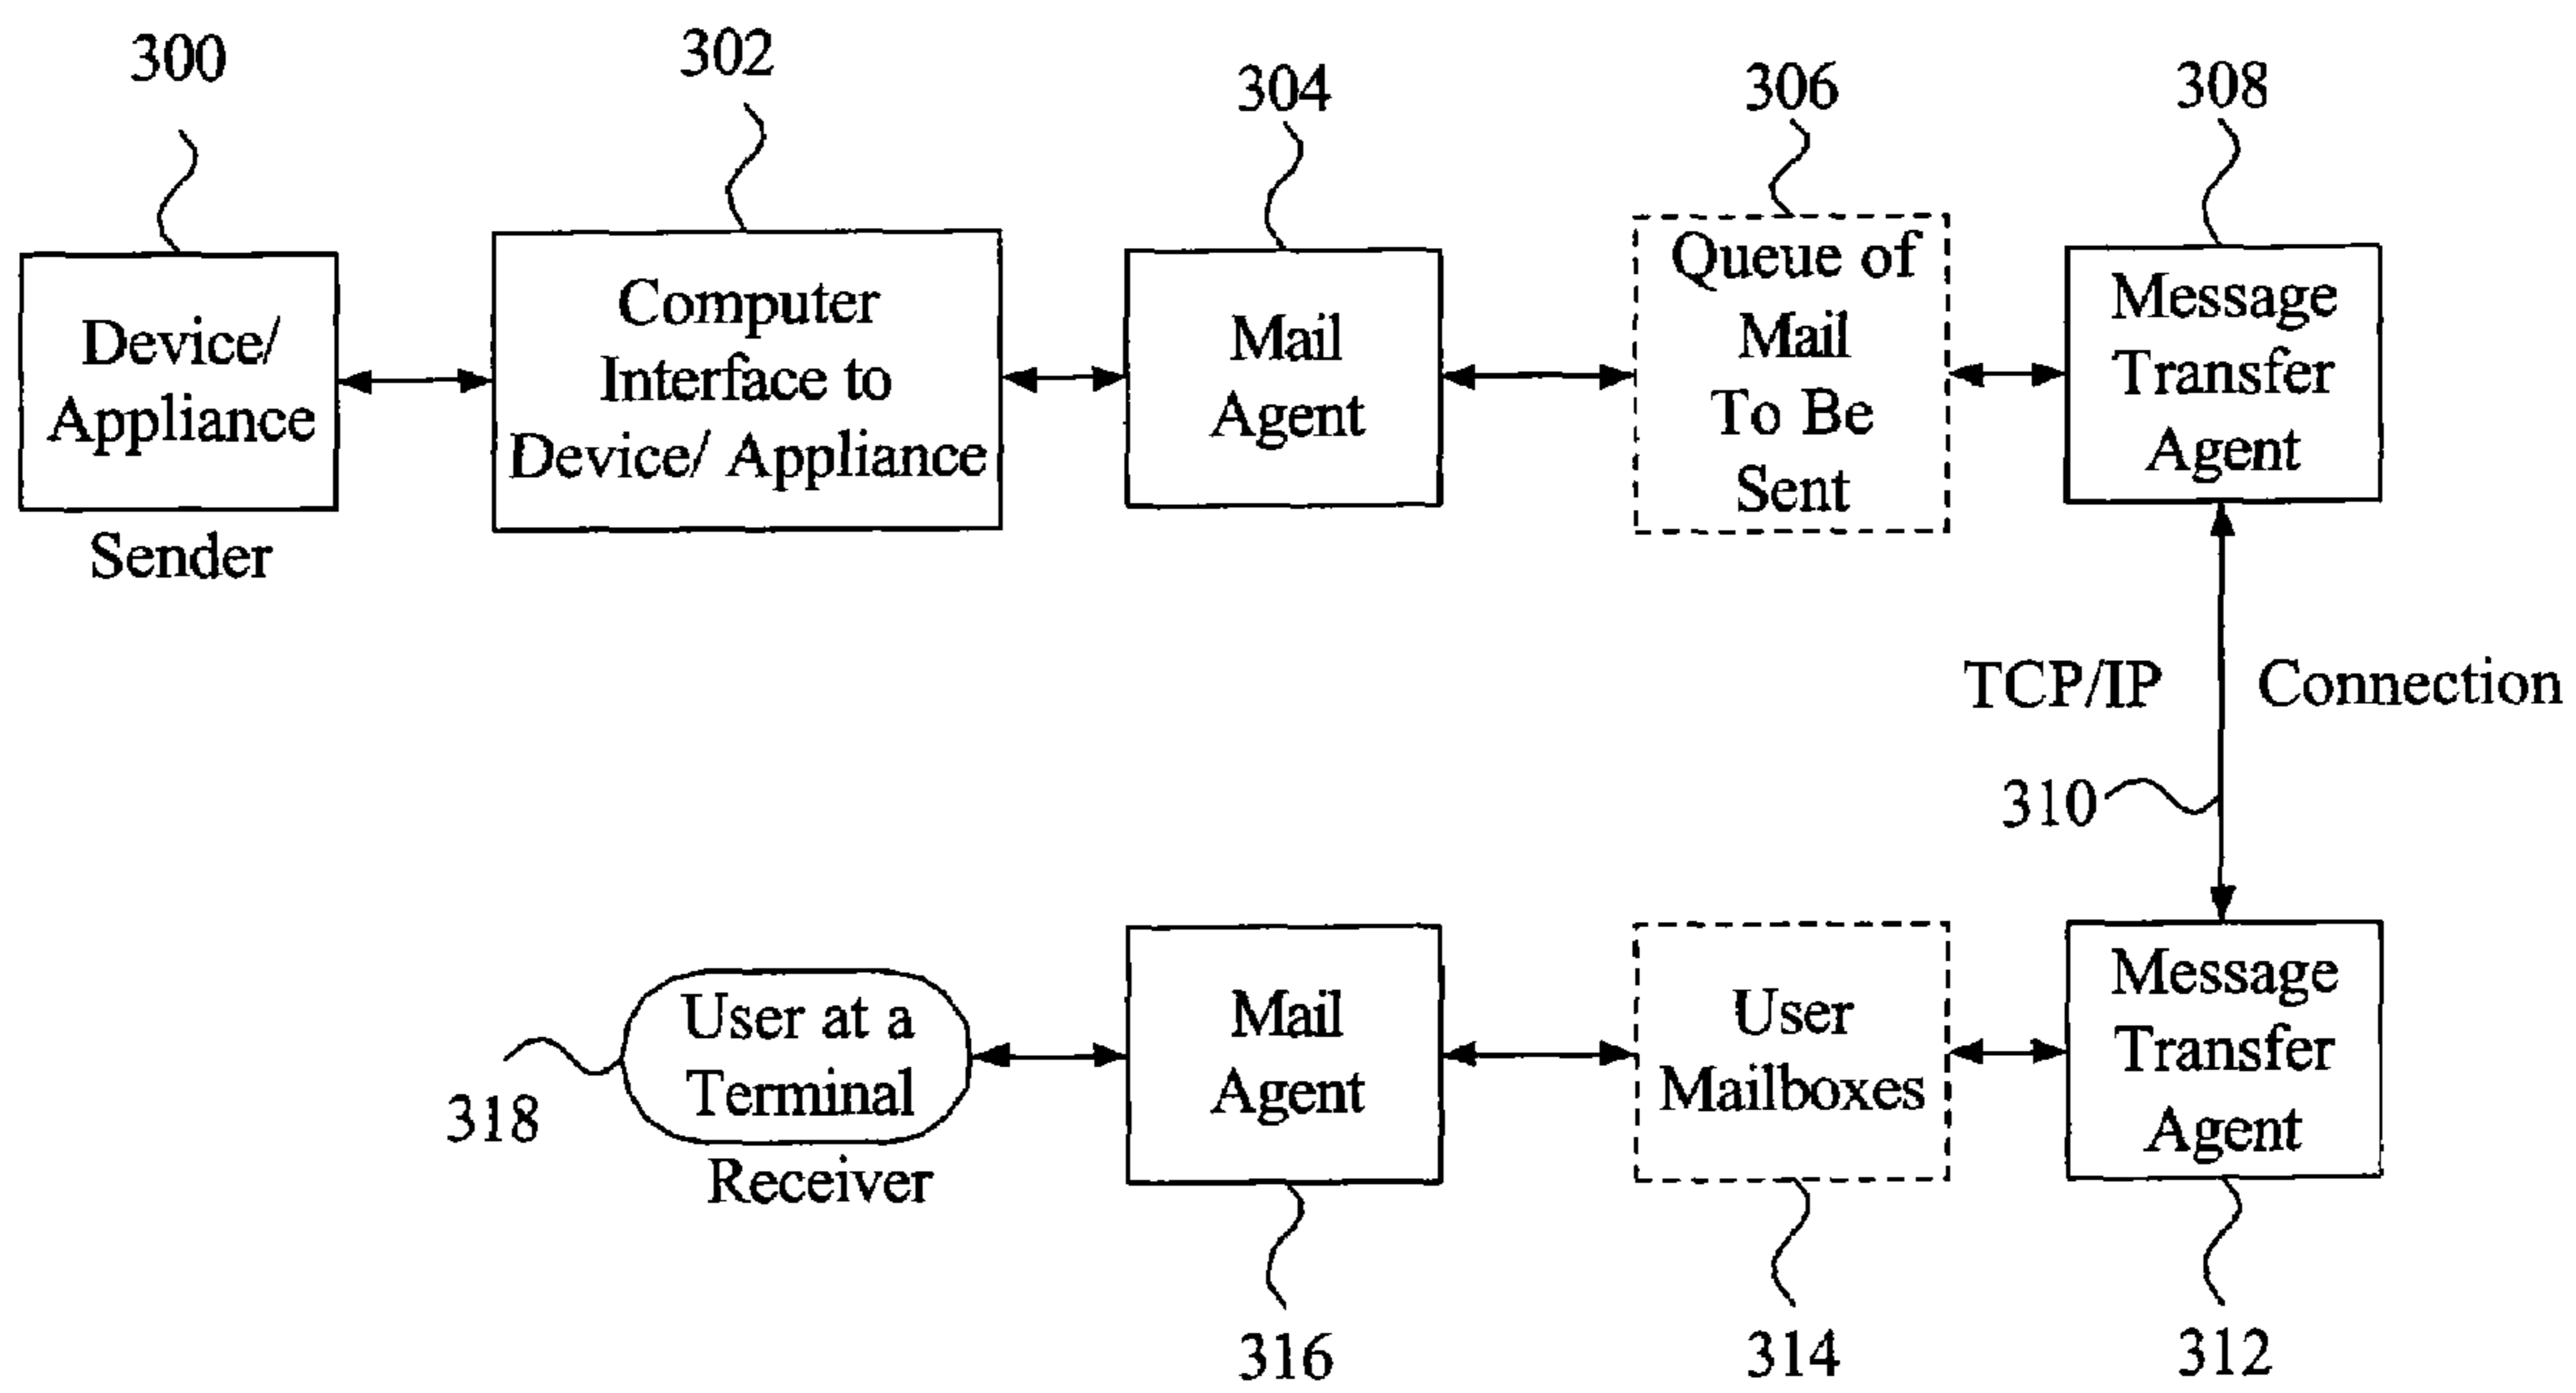 300
302
304
306
308
Device/
Appliance
Sender
Computer
Interface to
Device/ Appliance
Mail
Agent
Queue of
Mail
To Be
Sent
Message
Transfer
Agent
TCP/IP Connection
310
Message
Transfer
Agent
User
Mailboxes
Mail
Agent
User at a
Terminal
Receiver
318
316
314
312